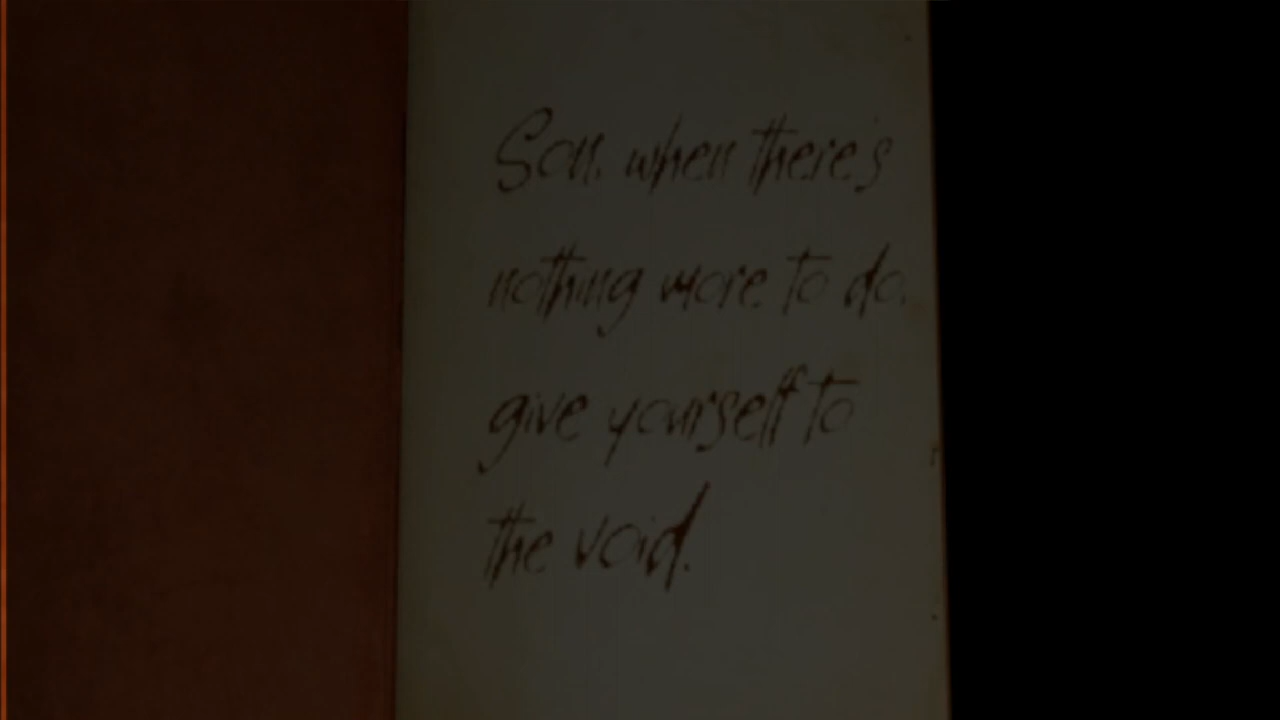 Son, when there's
nothing more to do,
give yourself to
the void.